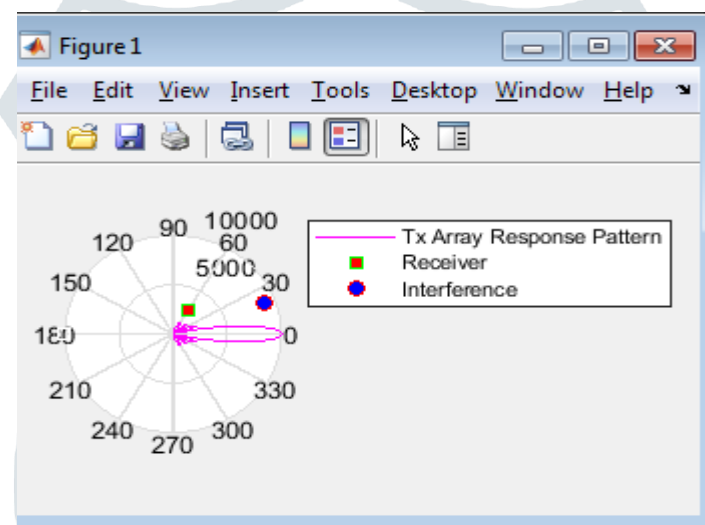 Figure 1
File Edit View Insert Tools Desktop Window Help
90 10000
120 60
5000
150 30
180 0
210 330
240 300
270
Tx Array Response Pattern
Receiver
Interference